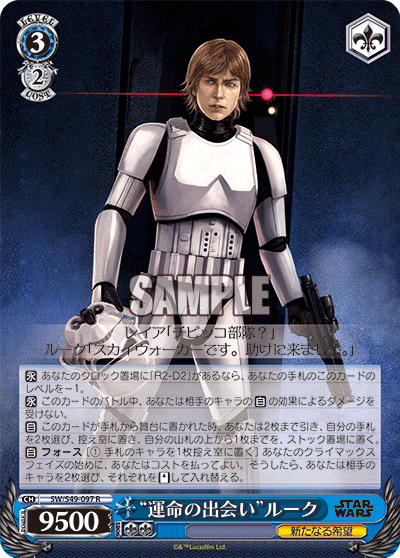 LEVEL
3
2
COST
SAMPLE
レイア「チビッコ部隊?」
ルーク「スカイウォーカーです。助けに来ました。」
永 あなたのクロック置場に「R2-D2」があるなら、あなたの手札のこのカードの
レベルを－1。
永 このカードのバトル中、あなたは相手のキャラの自の効果によるダメージを
受けない。
自 このカードが手札から舞台に置かれた時、あなたは2枚まで引き、自分の手札
を2枚選び、控え室に置き、自分の山札の上から1枚までを、ストック置場に置く。
自 フォース [① 手札を1枚控え室に置く] あなたのクライマックス
フェイズの始めに、あなたはコストを払ってよい。そうしたら、あなたは相手の
キャラを2枚まで選び、して入れ替える。
CH SW/S49-097 R
POWER
9500
“運命の出会い”ルーク
STAR
WARS
新たなる希望
©&™Lucasfilm Ltd.